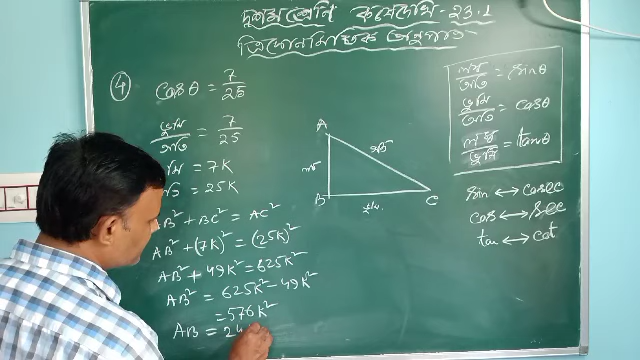 দশম শ্রেণি কষেদেখি - 23.1
ত্রিকোণমিতিক অনুপাত
④ cosθ = 7/25
ভূমি/অতি = 7/25
মি = 7K
= 25K
AB² + BC² = AC²
AB² + (7K)² = (25K)²
AB² + 49K² = 625K²
AB² = 625K² - 49K²
= 576K²
AB = 24
A
লম্ব
অতি
B
ভূমি
C
লম্ব/অতি = sinθ
ভূমি/অতি = cosθ
লম্ব/ভূমি = tanθ
sin ↔ cosec
cos ↔ sec
tan ↔ cot